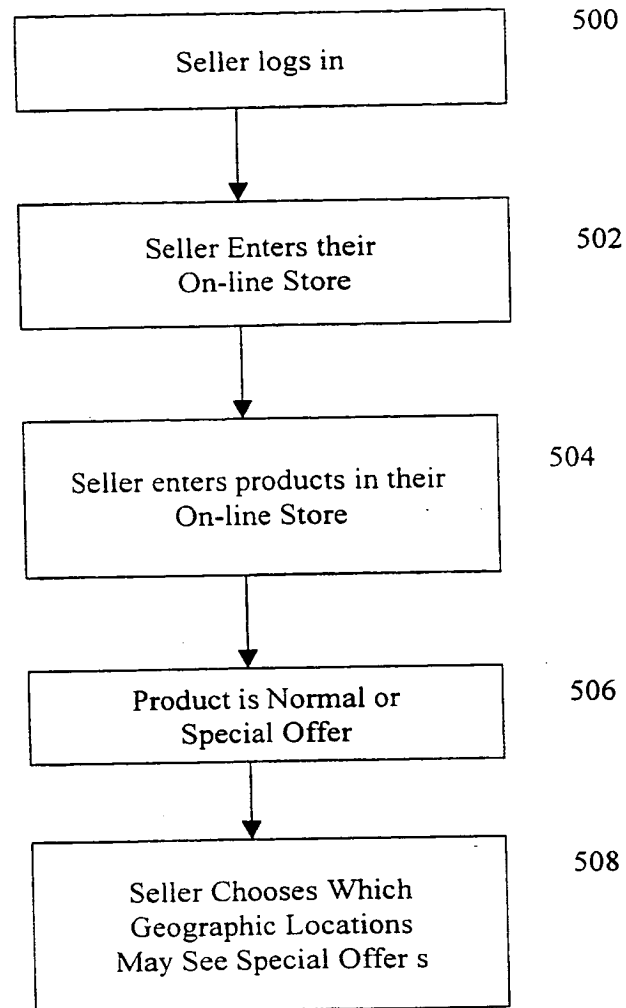 500
Seller logs in
502
Seller Enters their
On-line Store
504
Seller enters products in their
On-line Store
506
Product is Normal or
Special Offer
508
Seller Chooses Which
Geographic Locations
May See Special Offer s